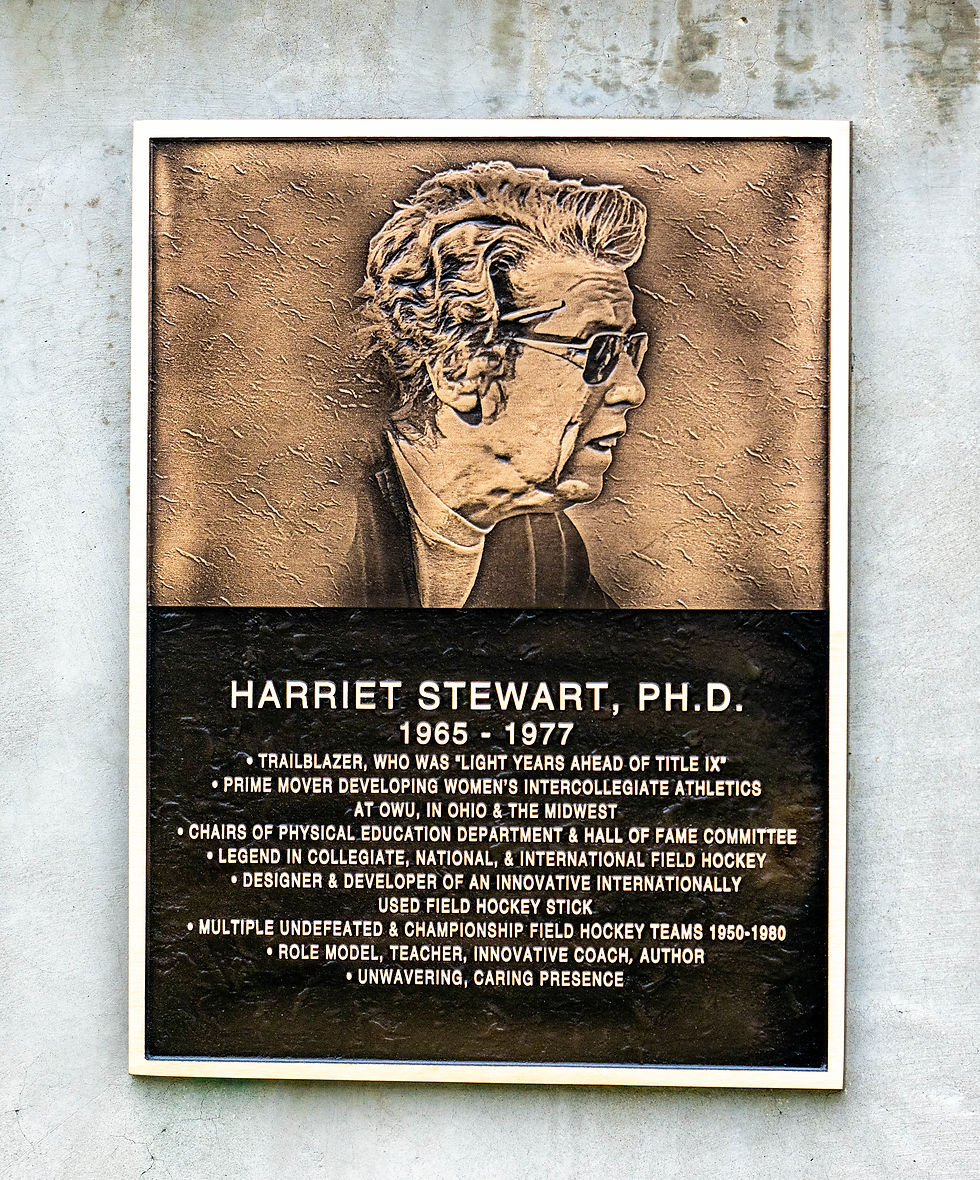 HARRIET STEWART, PH.D.
1965 - 1977
• TRAILBLAZER, WHO WAS "LIGHT YEARS AHEAD OF TITLE IX"
• PRIME MOVER DEVELOPING WOMEN'S INTERCOLLEGIATE ATHLETICS
AT OWU, IN OHIO & THE MIDWEST
• CHAIRS OF PHYSICAL EDUCATION DEPARTMENT & HALL OF FAME COMMITTEE
• LEGEND IN COLLEGIATE, NATIONAL, & INTERNATIONAL FIELD HOCKEY
• DESIGNER & DEVELOPER OF AN INNOVATIVE INTERNATIONALLY
USED FIELD HOCKEY STICK
• MULTIPLE UNDEFEATED & CHAMPIONSHIP FIELD HOCKEY TEAMS 1950-1980
• ROLE MODEL, TEACHER, INNOVATIVE COACH, AUTHOR
• UNWAVERING, CARING PRESENCE